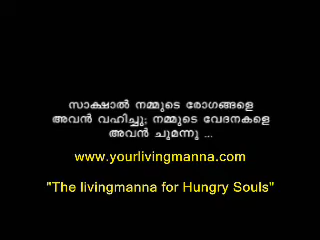 സാക്ഷാൽ നമ്മുടെ രോഗങ്ങളെ
അവൻ വഹിച്ചു; നമ്മുടെ വേദനകളെ
അവൻ ചുമന്നു ...
www.yourlivingmanna.com
"The livingmanna for Hungry Souls"